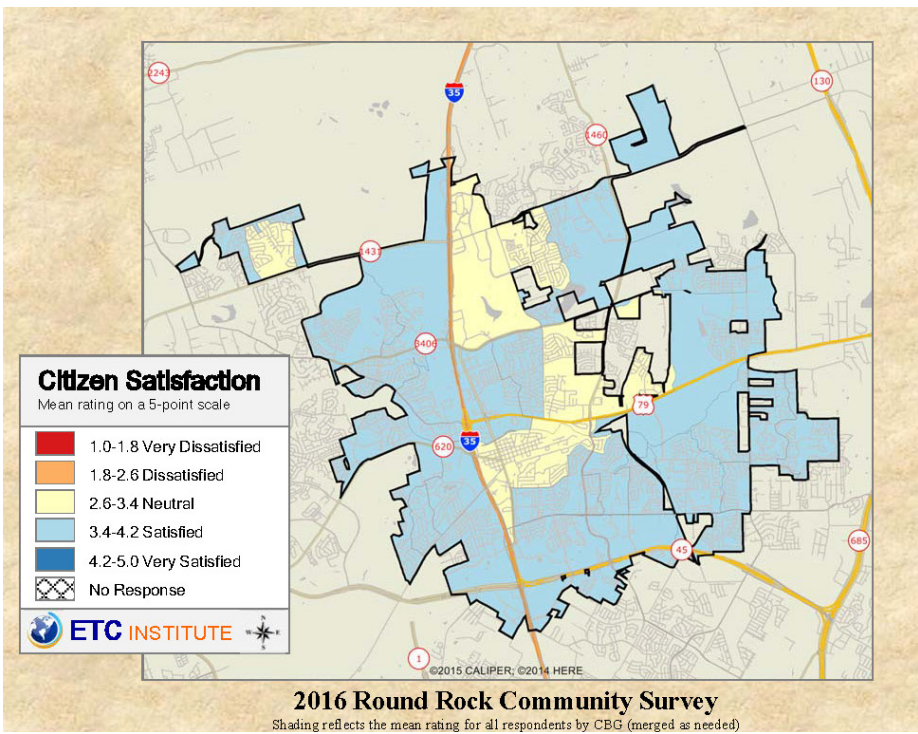 2243
35
130
1460
1431
3406
79
620
35
45
685
1
Citizen Satisfaction
Mean rating on a 5-point scale
1.0-1.8 Very Dissatisfied
1.8-2.6 Dissatisfied
2.6-3.4 Neutral
3.4-4.2 Satisfied
4.2-5.0 Very Satisfied
No Response
ETC INSTITUTE
N
W E
S
©2015 CALIPER; ©2014 HERE
2016 Round Rock Community Survey
Shading reflects the mean rating for all respondents by CBG (merged as needed)